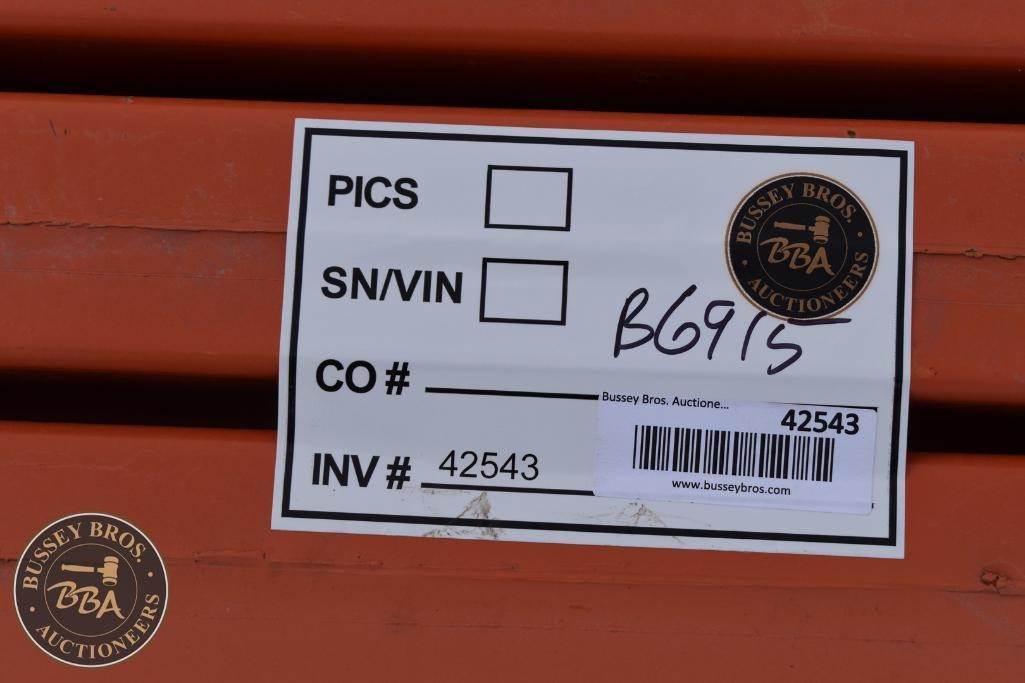 PICS
SN/VIN
CO #
INV # 42543
BUSSEY BROS.
BBA
AUCTIONEERS
B6915
Bussey Bros. Auctione...
42543
www.busseybros.com
BUSSEY BROS.
BBA
AUCTIONEERS